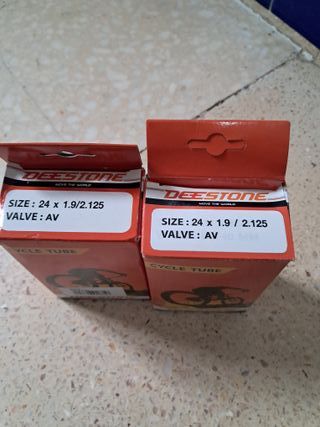 DEESTONE
MOVE THE WORLD
SIZE : 24 x 1.9/2.125
VALVE : AV
CYCLE TUBE
DEESTONE
MOVE THE WORLD
SIZE : 24 x 1.9 / 2.125
VALVE : AV
CYCLE TUBE